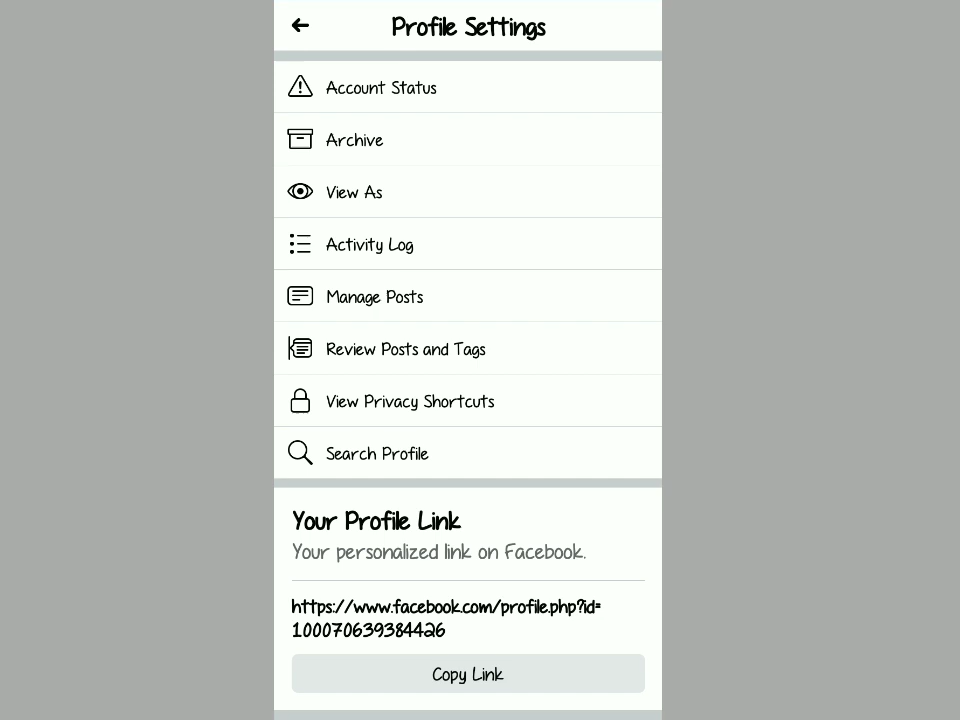 Profile Settings
Account Status
Archive
View As
Activity Log
Manage Posts
Review Posts and Tags
View Privacy Shortcuts
Search Profile
Your Profile Link
Your personalized link on Facebook.
https://www.facebook.com/profile.php?id=
100070639384426
Copy Link